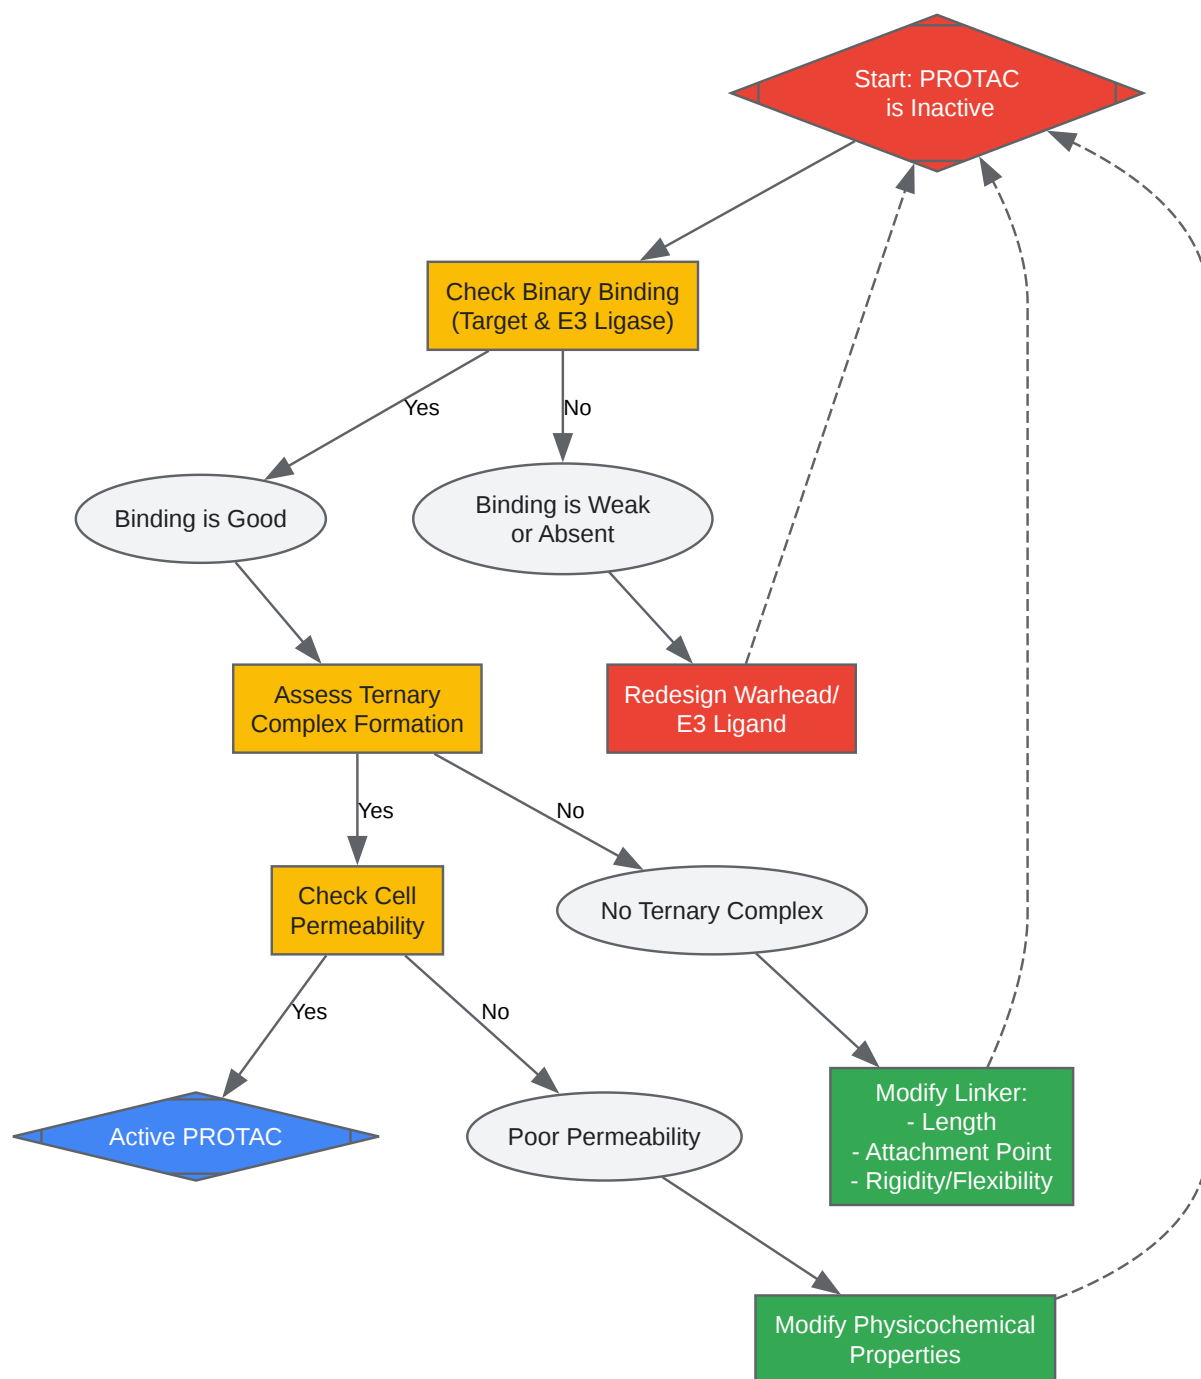 Start: PROTAC
is Inactive
Check Binary Binding
(Target & E3 Ligase)
Yes
No
Binding is Good
Binding is Weak
or Absent
Assess Ternary
Complex Formation
Redesign Warhead/
E3 Ligand
Yes
No
Check Cell
Permeability
No Ternary Complex
Yes
No
Active PROTAC
Poor Permeability
Modify Linker:
- Length
- Attachment Point
- Rigidity/Flexibility
Modify Physicochemical
Properties